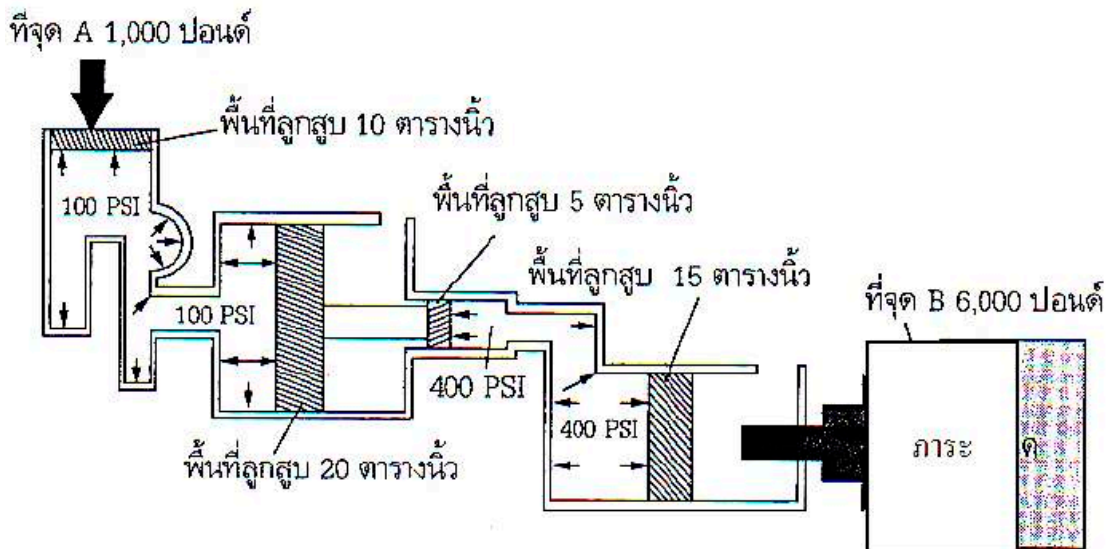 ที่จุด A 1,000 ปอนด์
พื้นที่ลูกสูบ 10 ตารางนิ้ว
100 PSI
พื้นที่ลูกสูบ 5 ตารางนิ้ว
พื้นที่ลูกสูบ 15 ตารางนิ้ว
ที่จุด B 6,000 ปอนด์
100 PSI
400 PSI
400 PSI
ภาระ ด
พื้นที่ลูกสูบ 20 ตารางนิ้ว